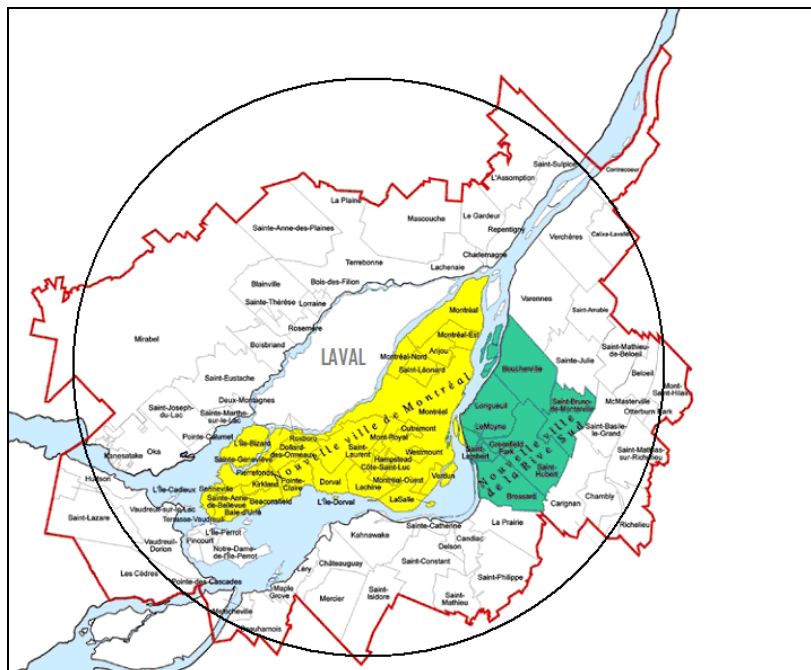 Saint-Sulpice
L'Assomption
Contrecoeur
La Plaine
Le Gardeur
Mascouche
Repentigny
Sainte-Anne-des-Plaines
Calixa-Lavallée
Verchères
Charlemagne
Terrebonne
Lachenaie
Blainville
Bois-des-Filion
Varennes
Sainte-Thérèse
Lorraine
Montréal
Saint-Amable
Rosemère
Mirabel
Montréal-Est
Boisbriand
Anjou
Saint-Mathieu-
de-Beloeil
LAVAL
Montréal-Nord
Sainte-Julie
Saint-Léonard
Boucherville
Beloeil
Saint-Eustache
Mont-
Saint-Hilaire
Deux-Montagnes
McMasterville
Saint-Bruno-
de-Montarville
Longueuil
Otterburn Park
Saint-Joseph-
du-Lac
Sainte-Marthe-
sur-le-Lac
Montréal
Outremont
LeMoyne
Saint-Basile-
le-Grand
Pointe-Calumet
Roxboro
Mont-Royal
Nouvelle ville de Montréal
L'Île-Bizard
Dollard-
des-Ormeaux
Saint-
Laurent
Westmount
Saint-
Lambert
Greenfield
Park
Nouvelle ville
de la Rive Sud
Saint-Mathias-
sur-Richelieu
Kanesatake
Oka
Sainte-Geneviève
Hampstead
Côte-Saint-Luc
Saint-
Hubert
Pierrefonds
Verdun
Hudson
Kirkland
Pointe-
Claire
Dorval
Montréal-Ouest
Lachine
LaSalle
Chambly
L'Île-Cadieux
Senneville
Sainte-Anne-
de-Bellevue
Beaconsfield
L'Île-Dorval
Brossard
Carignan
Vaudreuil-sur-le-Lac
Baie-d'Urfé
Saint-Lazare
Terrasse-Vaudreuil
Sainte-Catherine
La Prairie
Richelieu
L'Île-Perrot
Kahnawake
Candiac
Vaudreuil-
Dorion
Pincourt
Delson
Notre-Dame-
de-l'Île-Perrot
Saint-Constant
Châteauguay
Léry
Les Cèdres
Pointe-des-Cascades
Saint-Philippe
Maple
Grove
Mercier
Saint-
Isidore
Saint-
Mathieu
Melocheville
Beauharnois